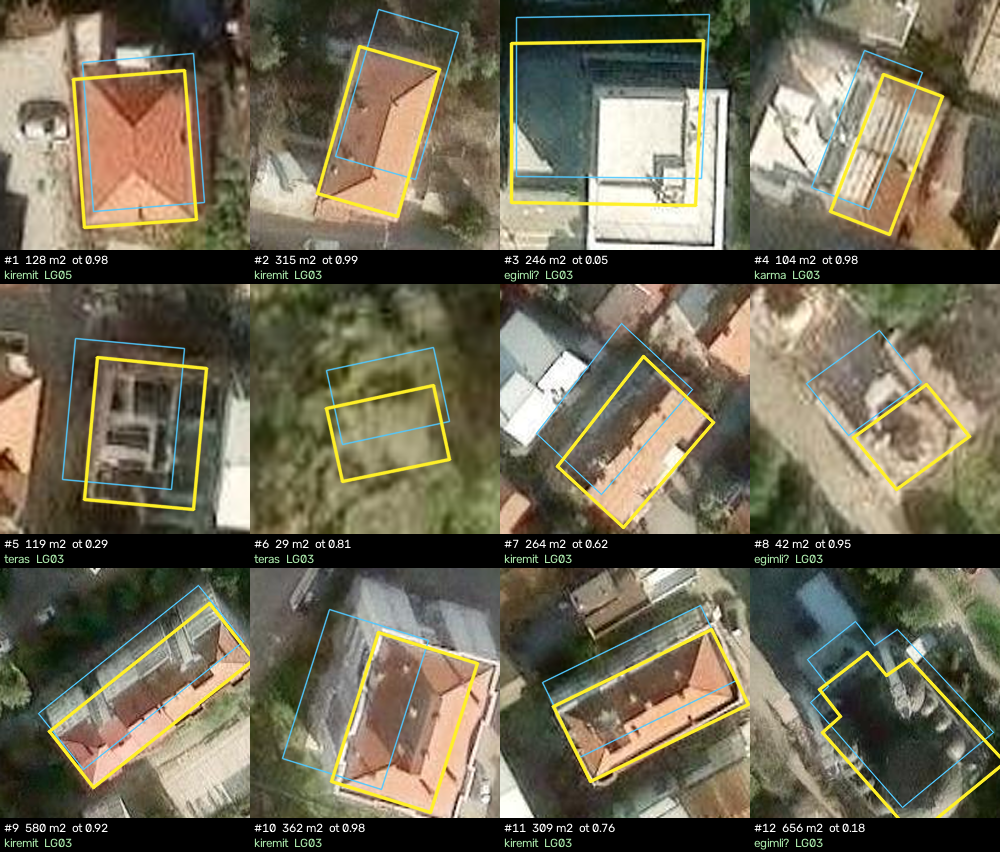 #1 128 m2 ot 0.98
kiremit LG05
#2 315 m2 ot 0.99
kiremit LG03
#3 246 m2 ot 0.05
egimli? LG03
#4 104 m2 ot 0.98
karma LG03
#5 119 m2 ot 0.29
teras LG03
#6 29 m2 ot 0.81
teras LG03
#7 264 m2 ot 0.62
kiremit LG03
#8 42 m2 ot 0.95
egimli? LG03
#9 580 m2 ot 0.92
kiremit LG03
#10 362 m2 ot 0.98
kiremit LG03
#11 309 m2 ot 0.76
kiremit LG03
#12 656 m2 ot 0.18
egimli? LG03